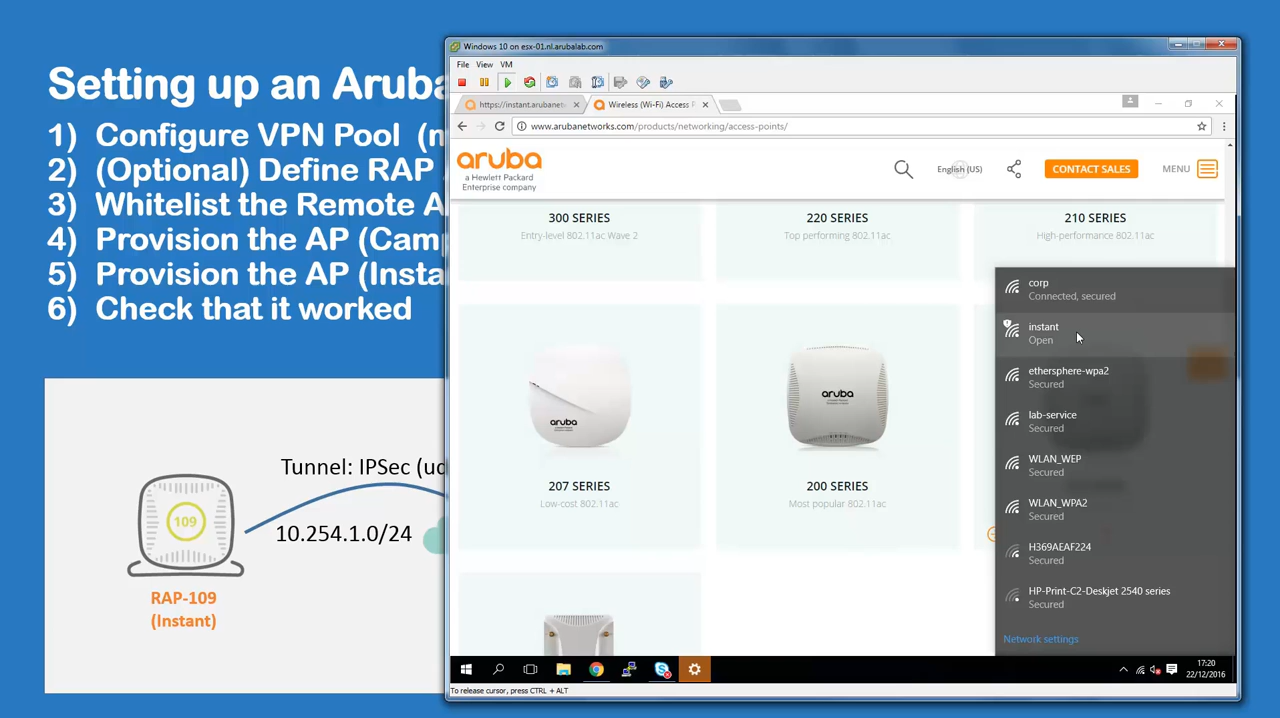 Setting up an Aruba
1) Configure VPN Pool (m
2) (Optional) Define RAP
3) Whitelist the Remote A
4) Provision the AP (Camp
5) Provision the AP (Insta
6) Check that it worked
Tunnel: IPSec (ud
10.254.1.0/24
109
RAP-109
(Instant)
Windows 10 on esx-01.nl.arubalab.com
File View VM
https://instant.arubanet
Wireless (Wi-Fi) Access P
www.arubanetworks.com/products/networking/access-points/
aruba
a Hewlett Packard
Enterprise company
English (US)
CONTACT SALES
MENU
300 SERIES
Entry-level 802.11ac Wave 2
220 SERIES
Top performing 802.11ac
210 SERIES
High-performance 802.11ac
aruba
207 SERIES
Low-cost 802.11ac
aruba
200 SERIES
Most popular 802.11ac
corp
Connected, secured
instant
Open
ethersphere-wpa2
Secured
lab-service
Secured
WLAN_WEP
Secured
WLAN_WPA2
Secured
H369AEAF224
Secured
HP-Print-C2-Deskjet 2540 series
Secured
Network settings
17:20
22/12/2016
To release cursor, press CTRL + ALT